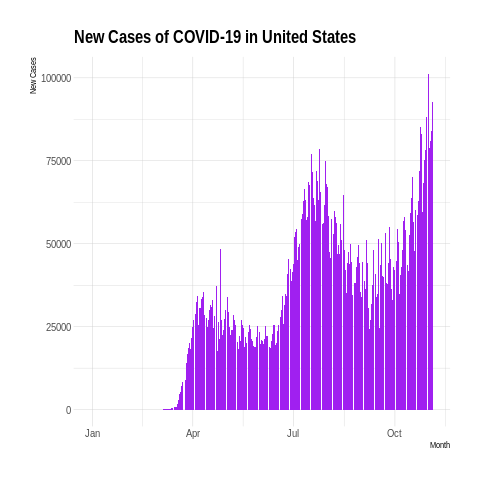 New Cases of COVID-19 in United States
New Cases
100000
75000
50000
25000
0
Jan Apr Jul Oct
Month